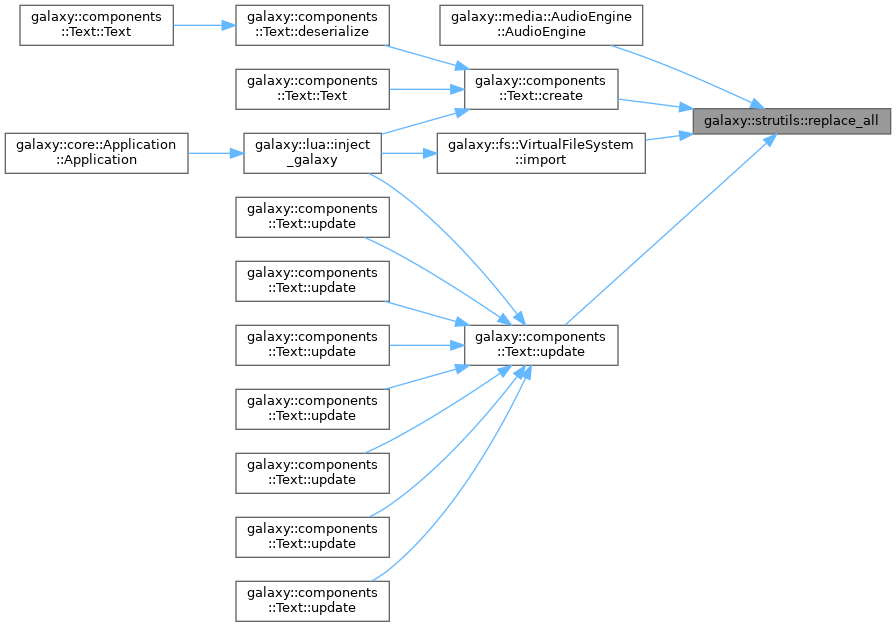 galaxy::components
::Text::Text
galaxy::components
::Text::deserialize
galaxy::media::AudioEngine
::AudioEngine
galaxy::components
::Text::Text
galaxy::components
::Text::create
galaxy::strutils::replace_all
galaxy::core::Application
::Application
galaxy::lua::inject
_galaxy
galaxy::fs::VirtualFileSystem
::import
galaxy::components
::Text::update
galaxy::components
::Text::update
galaxy::components
::Text::update
galaxy::components
::Text::update
galaxy::components
::Text::update
galaxy::components
::Text::update
galaxy::components
::Text::update
galaxy::components
::Text::update